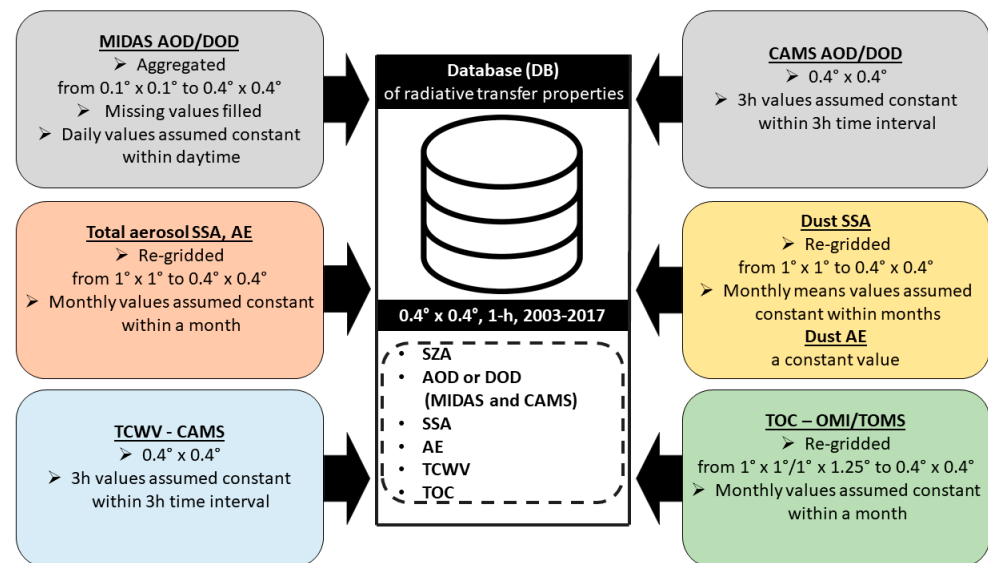 MIDAS AOD/DOD
➢ Aggregated
from 0.1° x 0.1° to 0.4° x 0.4°
➢ Missing values filled
➢ Daily values assumed constant
within daytime
Total aerosol SSA, AE
➢ Re-gridded
from 1° x 1° to 0.4° x 0.4°
➢ Monthly values assumed constant
within a month
TCWV - CAMS
➢ 0.4° x 0.4°
➢ 3h values assumed constant
within 3h time interval
Database (DB)
of radiative transfer properties
0.4° x 0.4°, 1-h, 2003-2017
• SZA
• AOD or DOD
(MIDAS and CAMS)
• SSA
• AE
• TCWV
• TOC
CAMS AOD/DOD
➢ 0.4° x 0.4°
➢ 3h values assumed constant
within 3h time interval
Dust SSA
➢ Re-gridded
from 1° x 1° to 0.4° x 0.4°
➢ Monthly means values assumed
constant within months
Dust AE
a constant value
TOC – OMI/TOMS
➢ Re-gridded
from 1° x 1°/1° x 1.25° to 0.4° x 0.4°
➢ Monthly values assumed constant
within a month